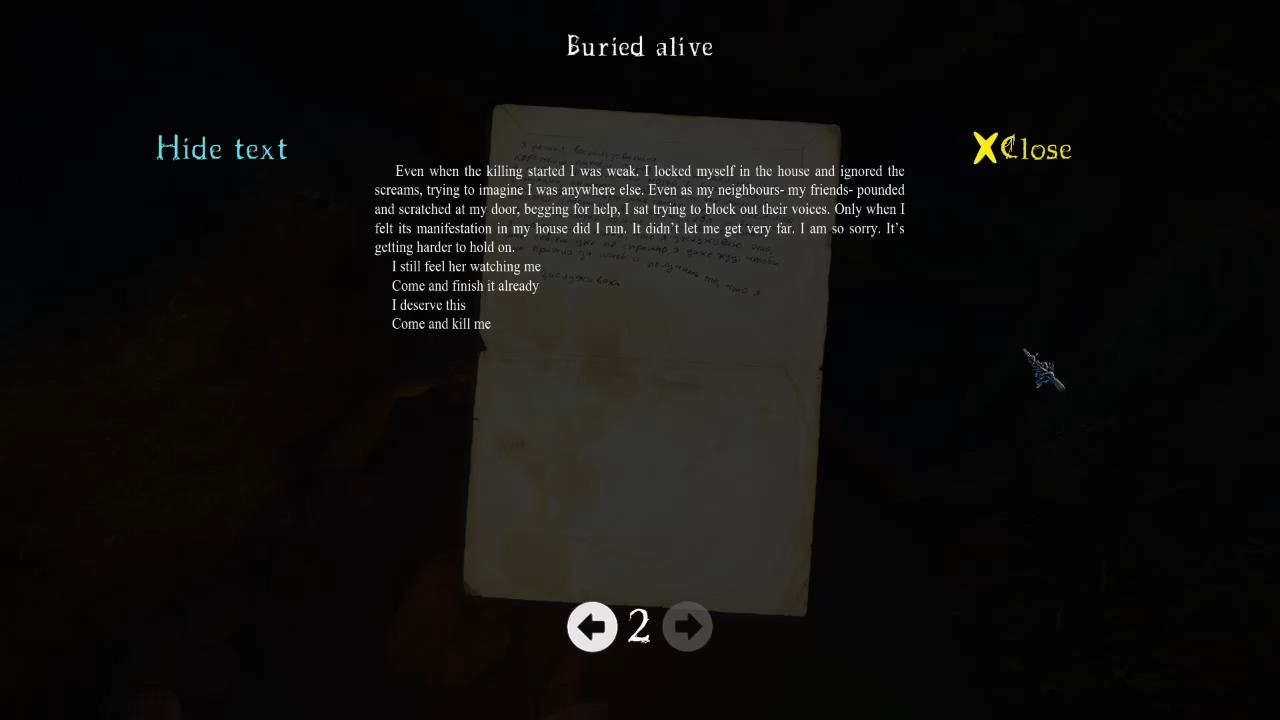 Buried alive
Hide text
Close
Even when the killing started I was weak. I locked myself in the house and ignored the
screams, trying to imagine I was anywhere else. Even as my neighbours- my friends- pounded
and scratched at my door, begging for help, I sat trying to block out their voices. Only when I
felt its manifestation in my house did I run. It didn’t let me get very far. I am so sorry. It’s
getting harder to hold on.
I still feel her watching me
Come and finish it already
I deserve this
Come and kill me
2